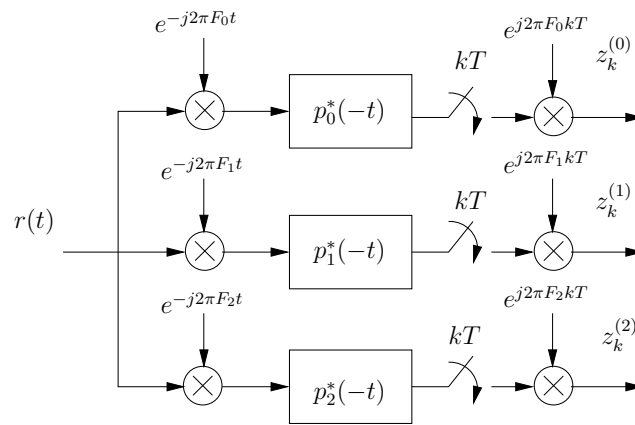 $e^{-j2\pi F_0 t}$
$p_0^*(-t)$
$kT$
$e^{j2\pi F_0 kT}$
$z_k^{(0)}$
$r(t)$
$e^{-j2\pi F_1 t}$
$p_1^*(-t)$
$kT$
$e^{j2\pi F_1 kT}$
$z_k^{(1)}$
$e^{-j2\pi F_2 t}$
$p_2^*(-t)$
$kT$
$e^{j2\pi F_2 kT}$
$z_k^{(2)}$